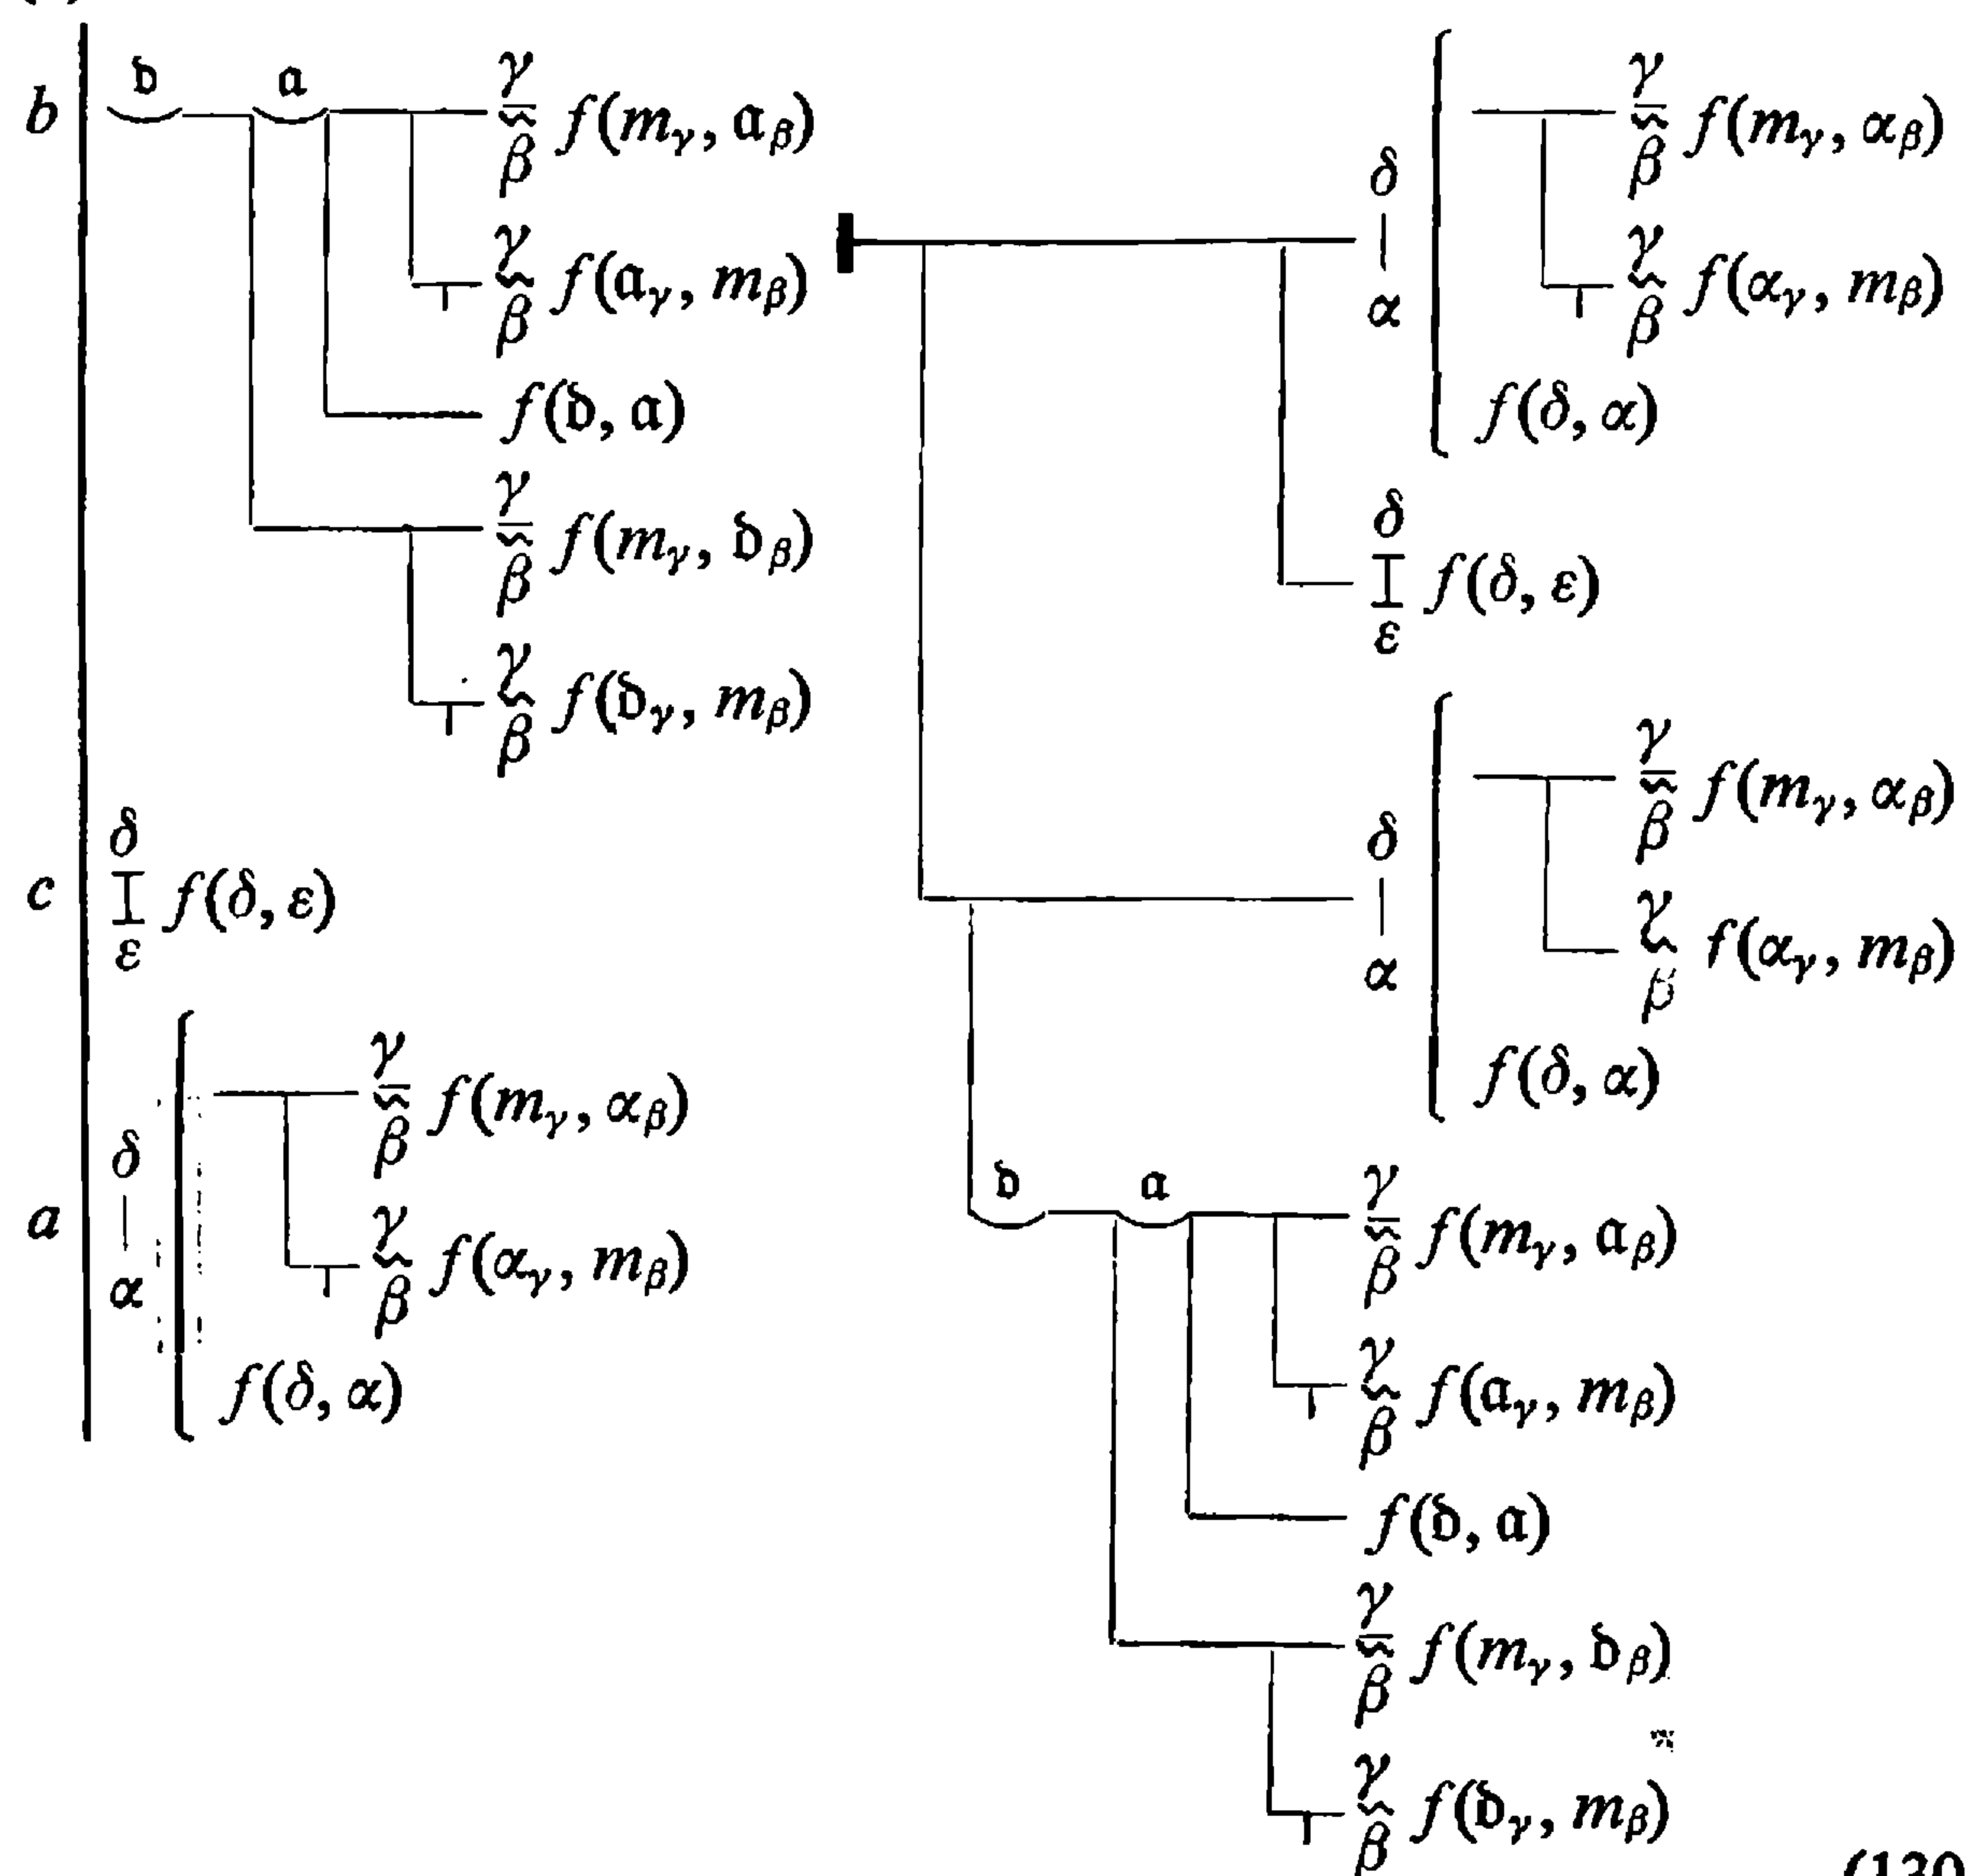 𝔡 𝔞
b γ/β f(m_γ, 𝔞_β)
γ/β f(𝔞_γ, m_β)
f(𝔡, 𝔞)
γ/β f(m_γ, 𝔡_β)
γ/β f(𝔡_γ, m_β)
c δ/ε f(δ, ε)
a δ/α
γ/β f(m_γ, α_β)
γ/β f(α_γ, m_β)
f(δ, α)
δ/α
γ/β f(m_γ, α_β)
γ/β f(α_γ, m_β)
f(δ, α)
δ/ε f(δ, ε)
δ/α
γ/β f(m_γ, α_β)
γ/β f(α_γ, m_β)
f(δ, α)
𝔡 𝔞
γ/β f(m_γ, 𝔞_β)
γ/β f(𝔞_γ, m_β)
f(𝔡, 𝔞)
γ/β f(m_γ, 𝔡_β)
γ/β f(𝔡_γ, m_β)